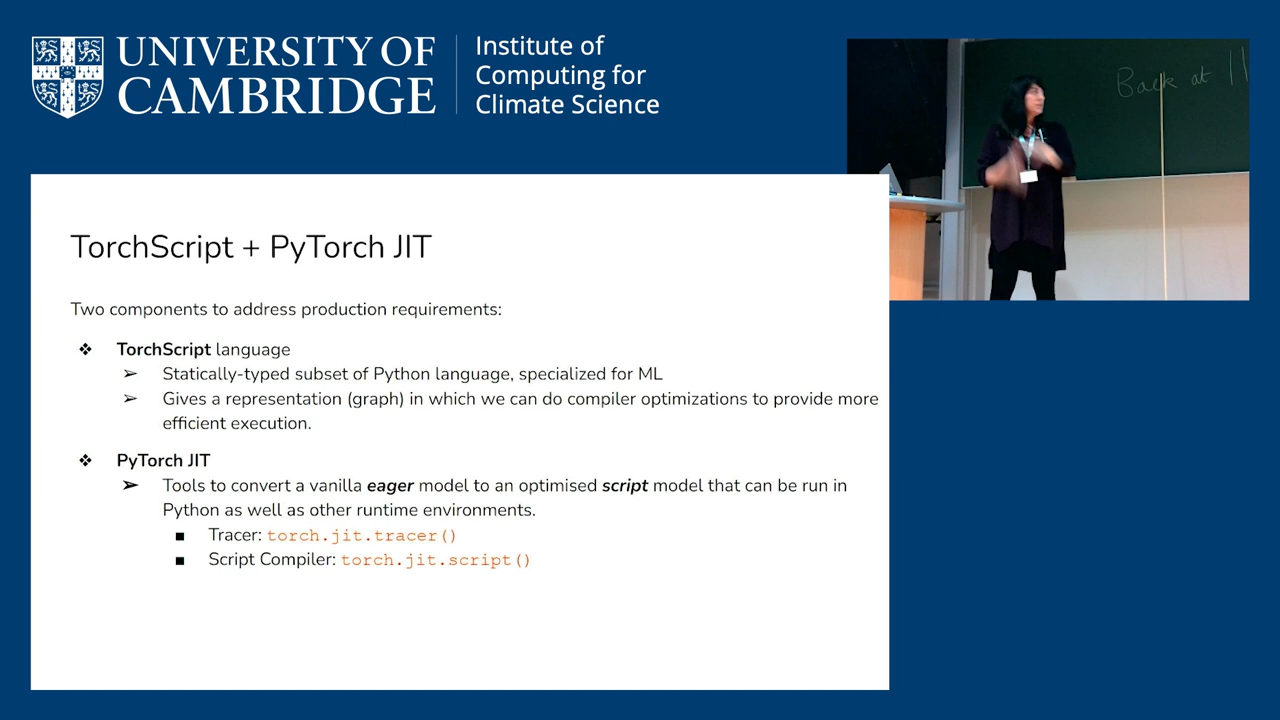 UNIVERSITY OF
CAMBRIDGE
Institute of
Computing for
Climate Science
Back at 11
TorchScript + PyTorch JIT
Two components to address production requirements:
❖ TorchScript language
➢ Statically-typed subset of Python language, specialized for ML
➢ Gives a representation (graph) in which we can do compiler optimizations to provide more
efficient execution.
❖ PyTorch JIT
➢ Tools to convert a vanilla eager model to an optimised script model that can be run in
Python as well as other runtime environments.
■ Tracer: torch.jit.tracer()
■ Script Compiler: torch.jit.script()